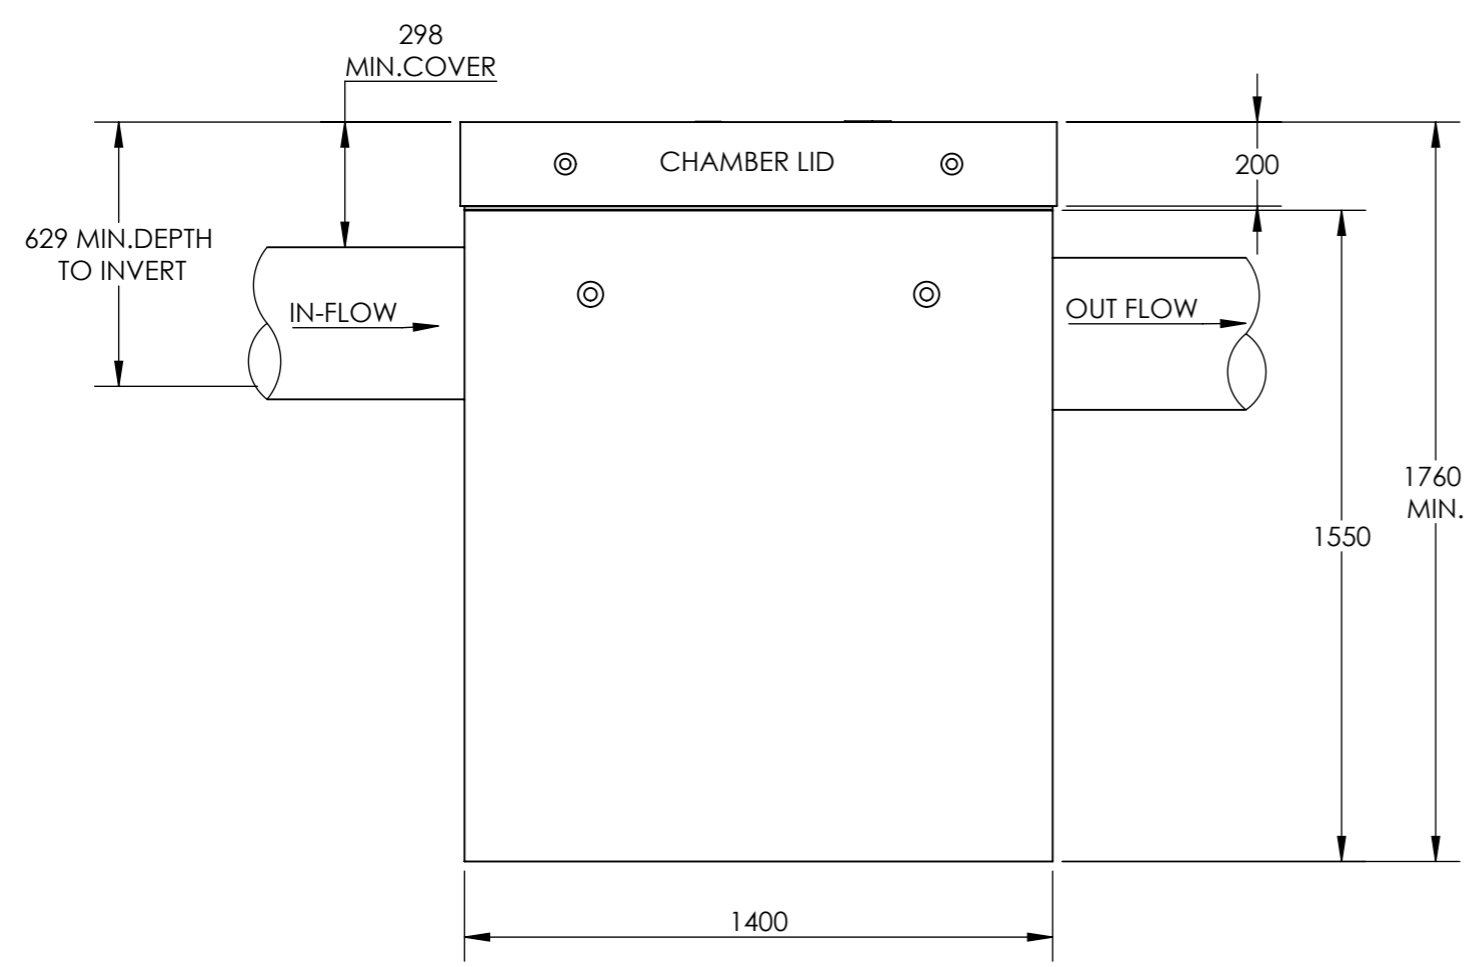 298
MIN.COVER
CHAMBER LID
200
629 MIN.DEPTH
TO INVERT
IN-FLOW
OUT FLOW
1760
MIN.
1550
1400